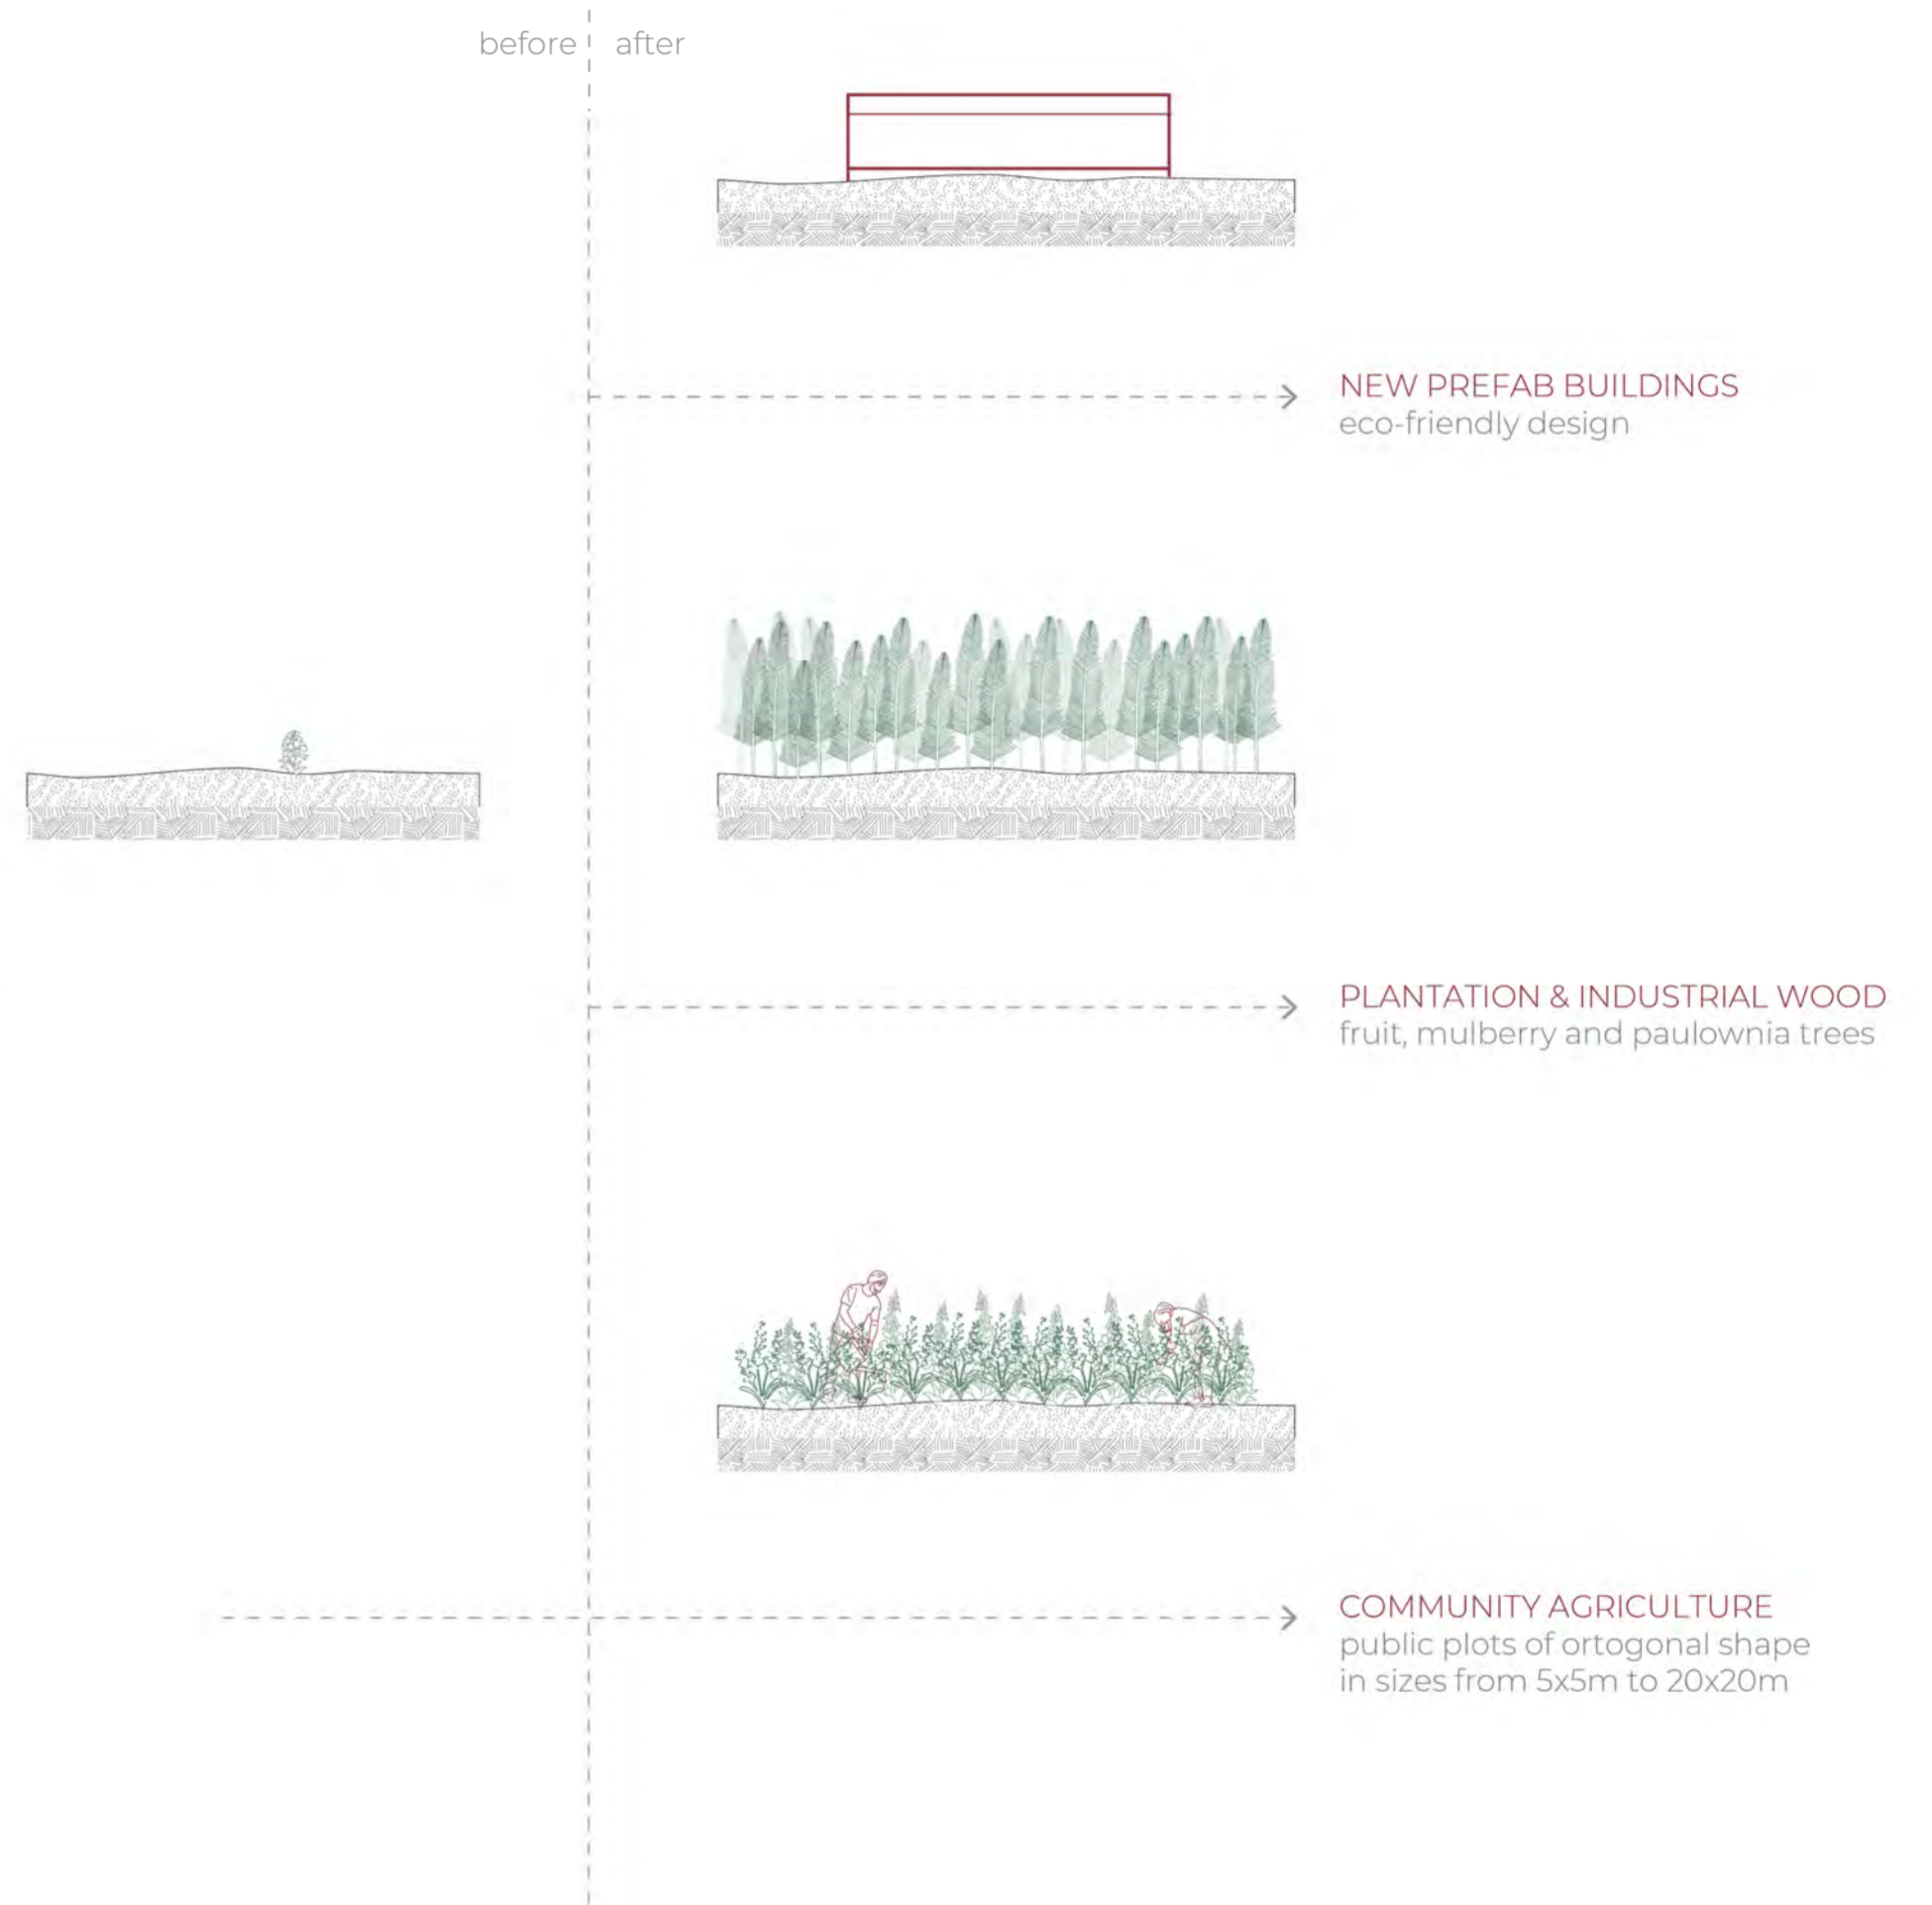 before
after
NEW PREFAB BUILDINGS
eco-friendly design
PLANTATION & INDUSTRIAL WOOD
fruit, mulberry and paulownia trees
COMMUNITY AGRICULTURE
public plots of ortogonal shape
in sizes from 5x5m to 20x20m